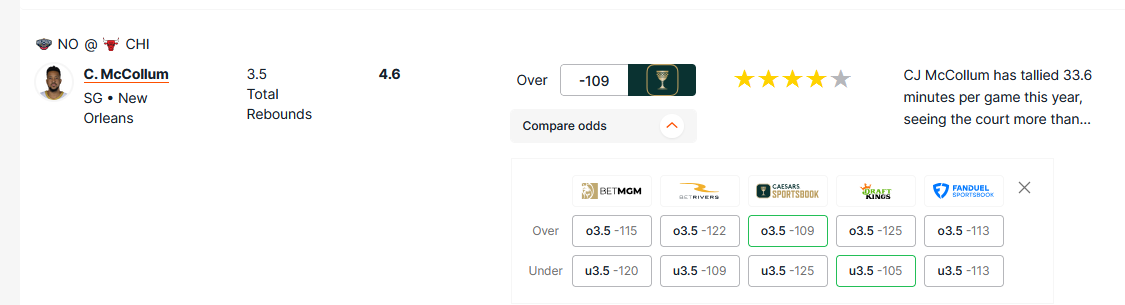 NO @ CHI
C. McCollum
SG • New
Orleans
3.5
Total
Rebounds
4.6
Over -109
CJ McCollum has tallied 33.6
minutes per game this year,
seeing the court more than...
Compare odds
BETMGM BETRIVERS CAESARS SPORTSBOOK DRAFT KINGS FANDUEL SPORTSBOOK
Over o3.5 -115 o3.5 -122 o3.5 -109 o3.5 -125 o3.5 -113
Under u3.5 -120 u3.5 -109 u3.5 -125 u3.5 -105 u3.5 -113